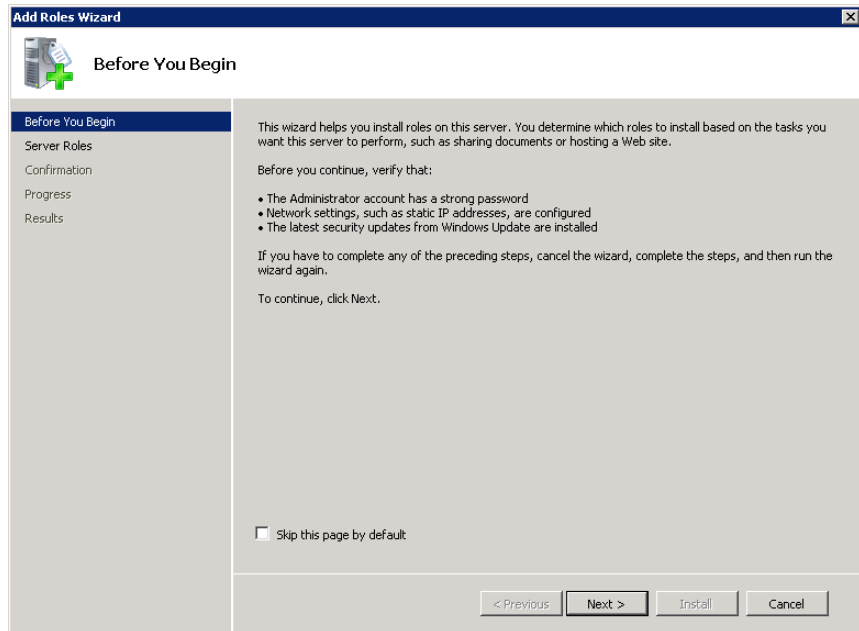 Add Roles Wizard
Before You Begin
Before You Begin
Server Roles
Confirmation
Progress
Results
This wizard helps you install roles on this server. You determine which roles to install based on the tasks you
want this server to perform, such as sharing documents or hosting a Web site.
Before you continue, verify that:
• The Administrator account has a strong password
• Network settings, such as static IP addresses, are configured
• The latest security updates from Windows Update are installed
If you have to complete any of the preceding steps, cancel the wizard, complete the steps, and then run the
wizard again.
To continue, click Next.
Skip this page by default
< Previous
Next >
Install
Cancel